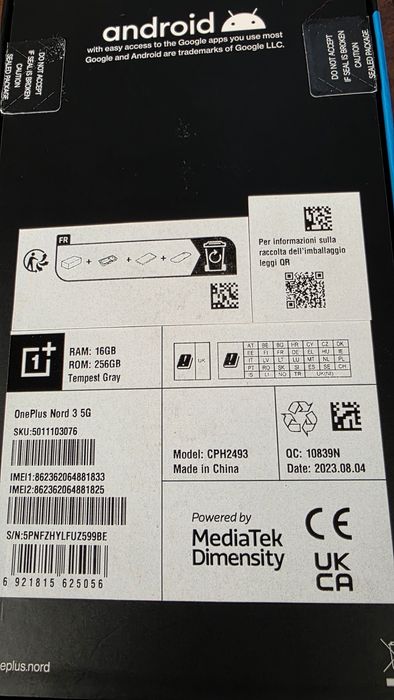 android
with easy access to the Google apps you use most
Google and Android are trademarks of Google LLC.
DO NOT ACCEPT
IF SEAL IS BROKEN
CAUTION
SEALED PACKAGE
DO NOT ACCEPT
IF SEAL IS BROKEN
CAUTION
SEALED PACKAGE
FR
Per informazioni sulla
raccolta dell'imballaggio
leggi QR
1+
RAM: 16GB
ROM: 256GB
Tempest Gray
UK
AT BE BG HR CY CZ DK
EE FI FR DE EL HU IE
IT LV LT LU MT NL PL
PT RO SK SI ES SE CH
IS LI NO TR UK(NI)
OnePlus Nord 3 5G
SKU:5011103076
IMEI1:862362064881833
IMEI2:862362064881825
S/N:5PNFZHYLFUZ599BE
6 921815 625056
Model: CPH2493
Made in China
QC: 10839N
Date: 2023.08.04
Powered by
MediaTek
Dimensity
CE
UK
CA
eplus.nord